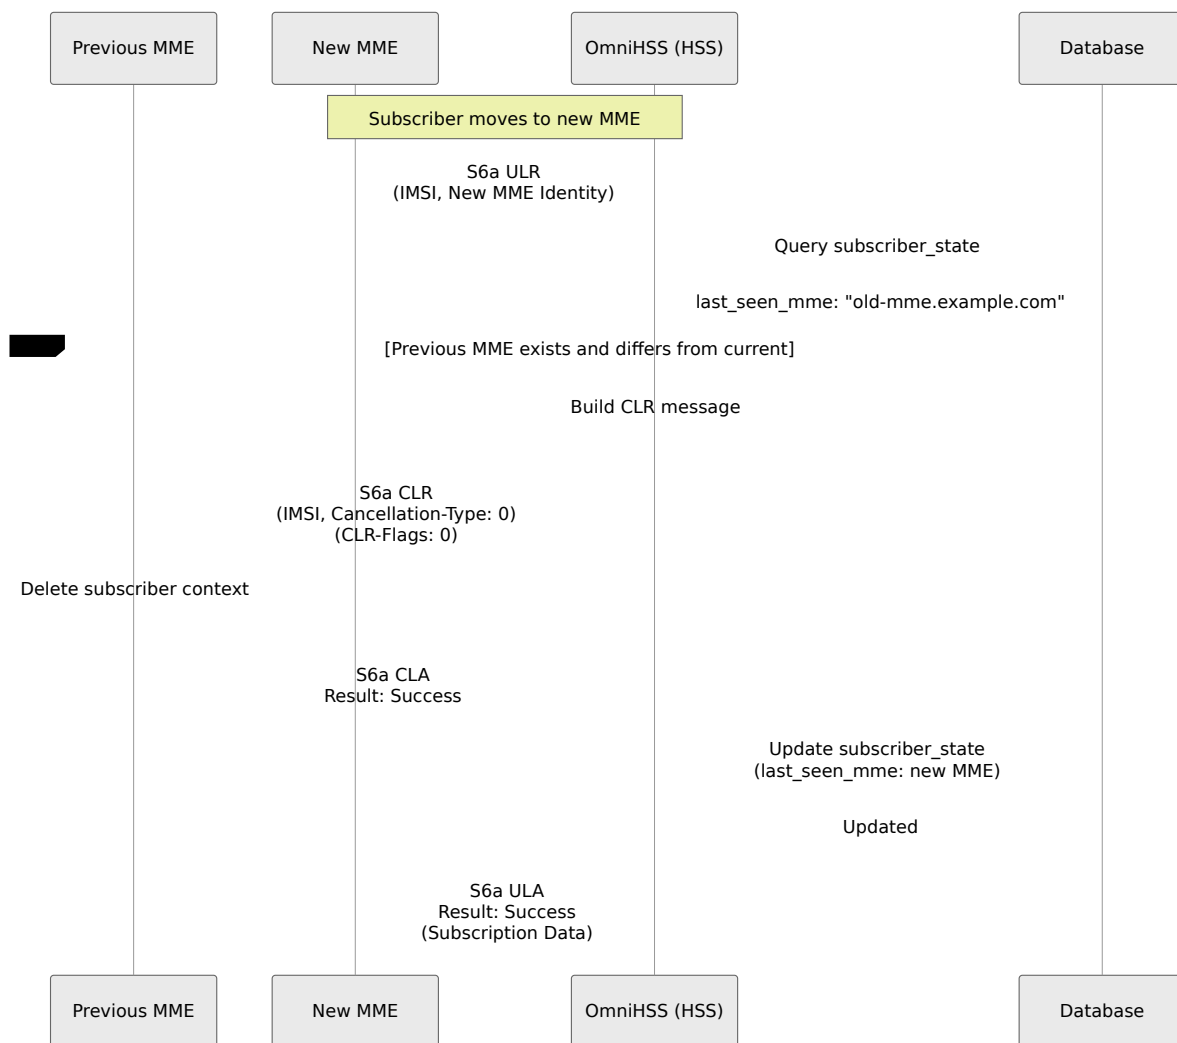 Previous MME
New MME
OmniHSS (HSS)
Database
Subscriber moves to new MME
S6a ULR
(IMSI, New MME Identity)
Query subscriber_state
last_seen_mme: "old-mme.example.com"
[Previous MME exists and differs from current]
Build CLR message
S6a CLR
(IMSI, Cancellation-Type: 0)
(CLR-Flags: 0)
Delete subscriber context
S6a CLA
Result: Success
Update subscriber_state
(last_seen_mme: new MME)
Updated
S6a ULA
Result: Success
(Subscription Data)
Previous MME
New MME
OmniHSS (HSS)
Database